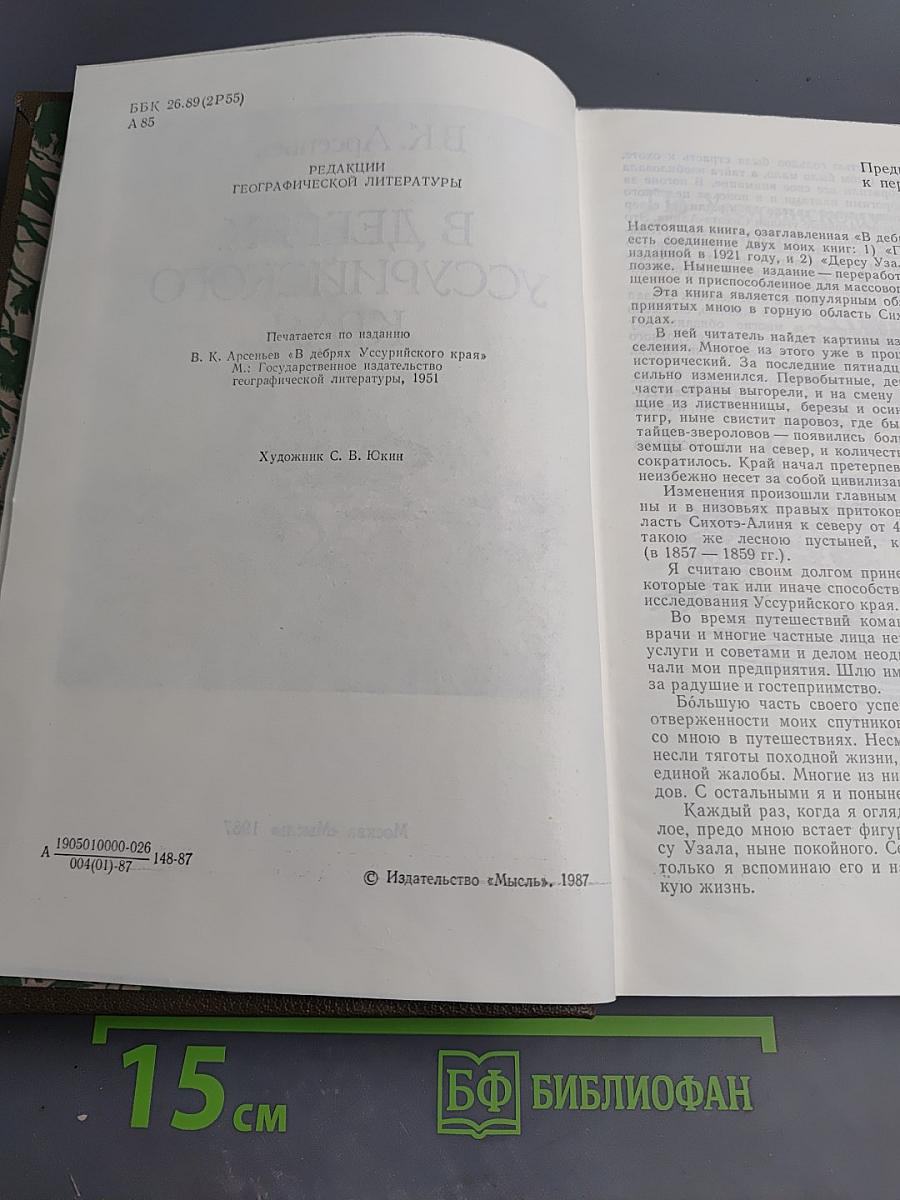 ББК 26.89(2Р55)
А 85
РЕДАКЦИИ
ГЕОГРАФИЧЕСКОЙ ЛИТЕРАТУРЫ
Печатается по изданию
В. К. Арсеньев «В дебрях Уссурийского края»
М.: Государственное издательство
географической литературы, 1951
Художник С. В. Юкин
А 1905010000-026
004(01)-87
148-87
© Издательство «Мысль». 1987
к пер
Настоящая книга, озаглавленная «В деб
есть соединение двух моих книг: 1) «П
изданной в 1921 году, и 2) «Дерсу Узал
позже. Нынешнее издание — переработ
щенное и приспособленное для массовог
Эта книга является популярным об
принятых мною в горную область Сих
годах.
В ней читатель найдет картины из
селения. Многое из этого уже в прош
исторический. За последние пятнадц
сильно изменился. Первобытные, де
части страны выгорели, и на смену
щие из лиственницы, березы и осин
тигр, ныне свистит паровоз, где бы
тайцев-звероловов — появились боль
земцы отошли на север, и количеств
сократилось. Край начал претерпев
неизбежно несет за собой цивилизац
Изменения произошли главным
ны и в низовьях правых притоков
ласть Сихотэ-Алиня к северу от 4
такою же лесною пустыней, к
(в 1857 — 1859 гг.).
Я считаю своим долгом прине
которые так или иначе способств
исследования Уссурийского края.
Во время путешествий коман
врачи и многие частные лица не
услуги и советами и делом неод
чали мои предприятия. Шлю им
за радушие и гостеприимство.
Бо́льшую часть своего успе
отверженности моих спутников
со мною в путешествиях. Несм
несли тяготы походной жизни,
единой жалобы. Многие из ни
дов. С остальными я и поныне
Каждый раз, когда я огляд
лое, предо мною встает фигур
су Узала, ныне покойного. Се
только я вспоминаю его и н
кую жизнь.
15 см
БФ БИБЛИОФАН